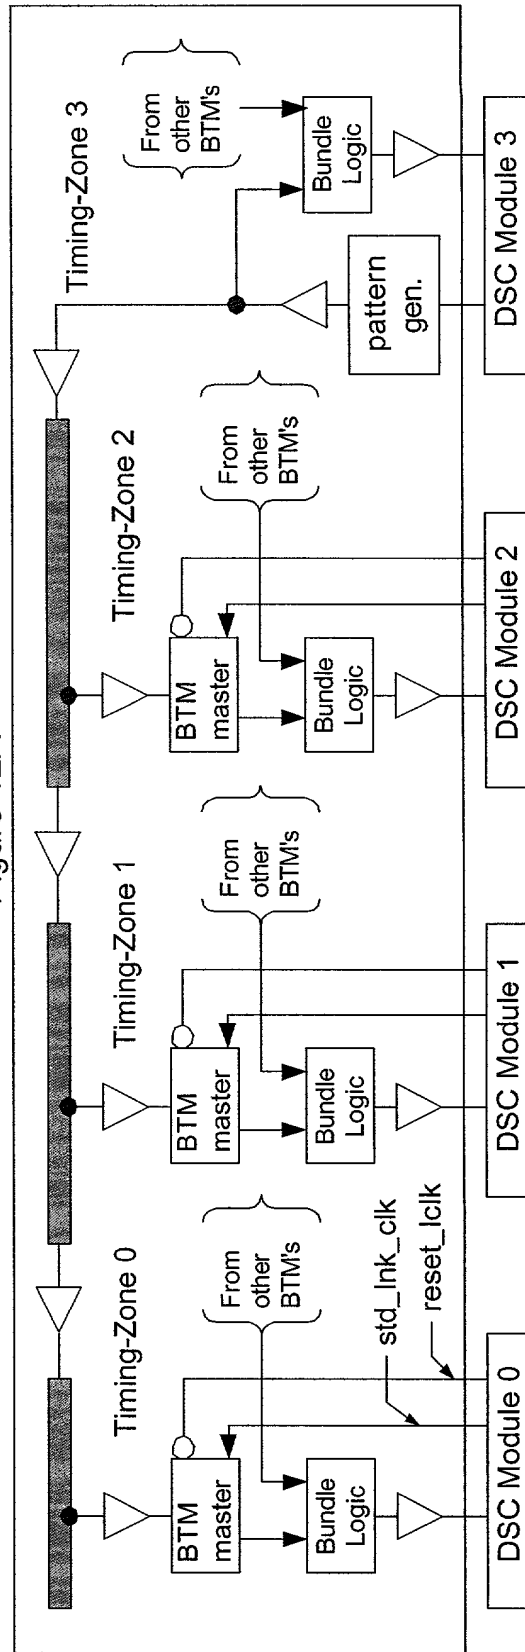 Timing-Zone 0
Timing-Zone 1
Timing-Zone 2
Timing-Zone 3
BTM
master
From
other
BTM's
Bundle
Logic
std_lnk_clk
reset_lclk
DSC Module 0
BTM
master
From
other
BTM's
Bundle
Logic
DSC Module 1
BTM
master
From
other
BTM's
Bundle
Logic
DSC Module 2
From
other
BTM's
pattern
gen.
Bundle
Logic
DSC Module 3